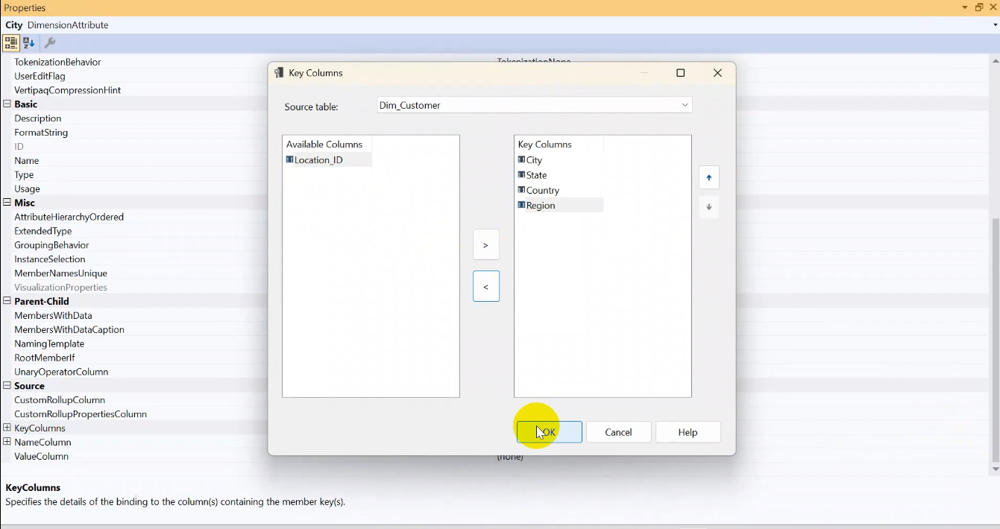 Properties
City DimensionAttribute
TokenizationBehavior
TokenizationNone
UserEditFlag
VertipaqCompressionHint
Basic
Description
FormatString
ID
Name
Type
Usage
Misc
AttributeHierarchyOrdered
ExtendedType
GroupingBehavior
InstanceSelection
MemberNamesUnique
VisualizationProperties
Parent-Child
MembersWithData
MembersWithDataCaption
NamingTemplate
RootMemberIf
UnaryOperatorColumn
Source
CustomRollupColumn
CustomRollupPropertiesColumn
KeyColumns
NameColumn
ValueColumn
(none)
KeyColumns
Specifies the details of the binding to the column(s) containing the member key(s).
Key Columns
Source table:
Dim_Customer
Available Columns
Location_ID
>
<
Key Columns
City
State
Country
Region
OK
Cancel
Help